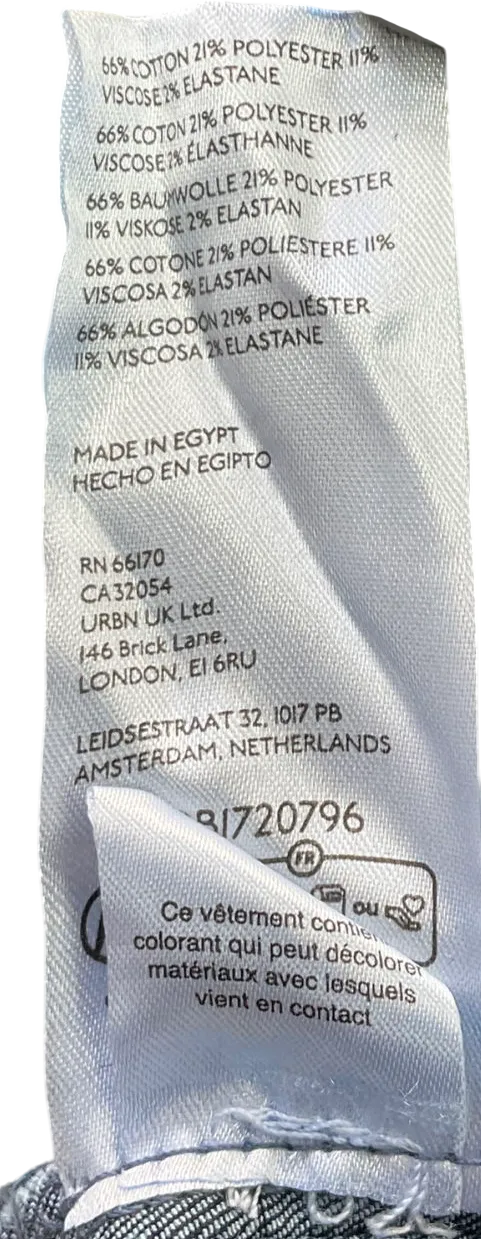 66% COTTON 21% POLYESTER 11%
VISCOSE 2% ELASTANE
66% COTON 21% POLYESTER 11%
VISCOSE 2% ÉLASTHANNE
66% BAUMWOLLE 21% POLYESTER
11% VISKOSE 2% ELASTAN
66% COTONE 21% POLIESTERE 11%
VISCOSA 2% ELASTAN
66% ALGODÓN 21% POLIÉSTER
11% VISCOSA 2% ELASTANE
MADE IN EGYPT
HECHO EN EGIPTO
RN 66170
CA 32054
URBN UK Ltd.
146 Brick Lane,
LONDON, E1 6RU
LEIDSESTRAAT 32, 1017 PB
AMSTERDAM, NETHERLANDS
81720796
FR
ou
Ce vêtement
colorant qui peut décolorer
matériaux avec lesquels
vient en contact